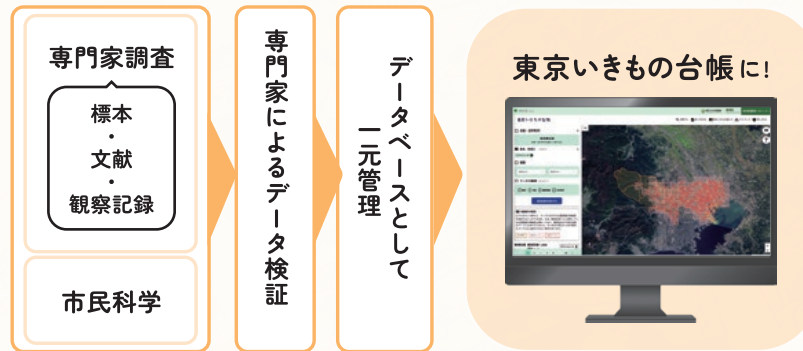 専門家調査
標本
・
文献
・
観察記録
市民科学
専門家によるデータ検証
データベースとして
一元管理
東京いきもの台帳に!